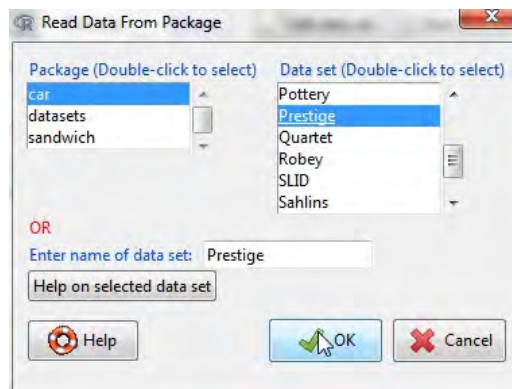 Read Data From Package
Package (Double-click to select)
car
datasets
sandwich
Data set (Double-click to select)
Pottery
Prestige
Quartet
Robey
SLID
Sahlins
OR
Enter name of data set: Prestige
Help on selected data set
Help
OK
Cancel